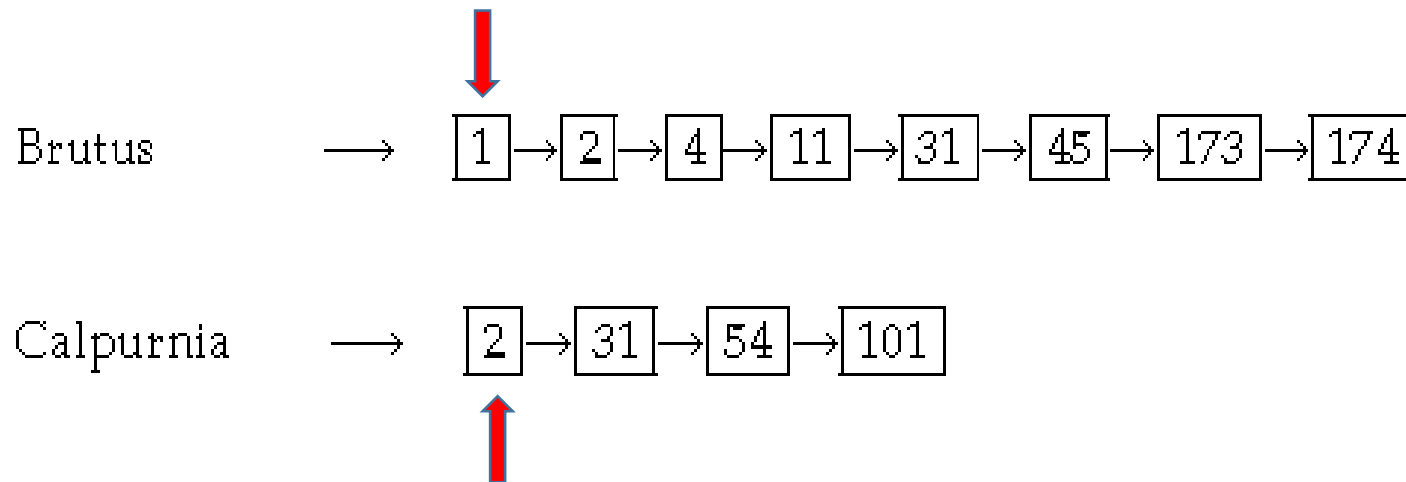 Brutus → 1 → 2 → 4 → 11 → 31 → 45 → 173 → 174
Calpurnia → 2 → 31 → 54 → 101